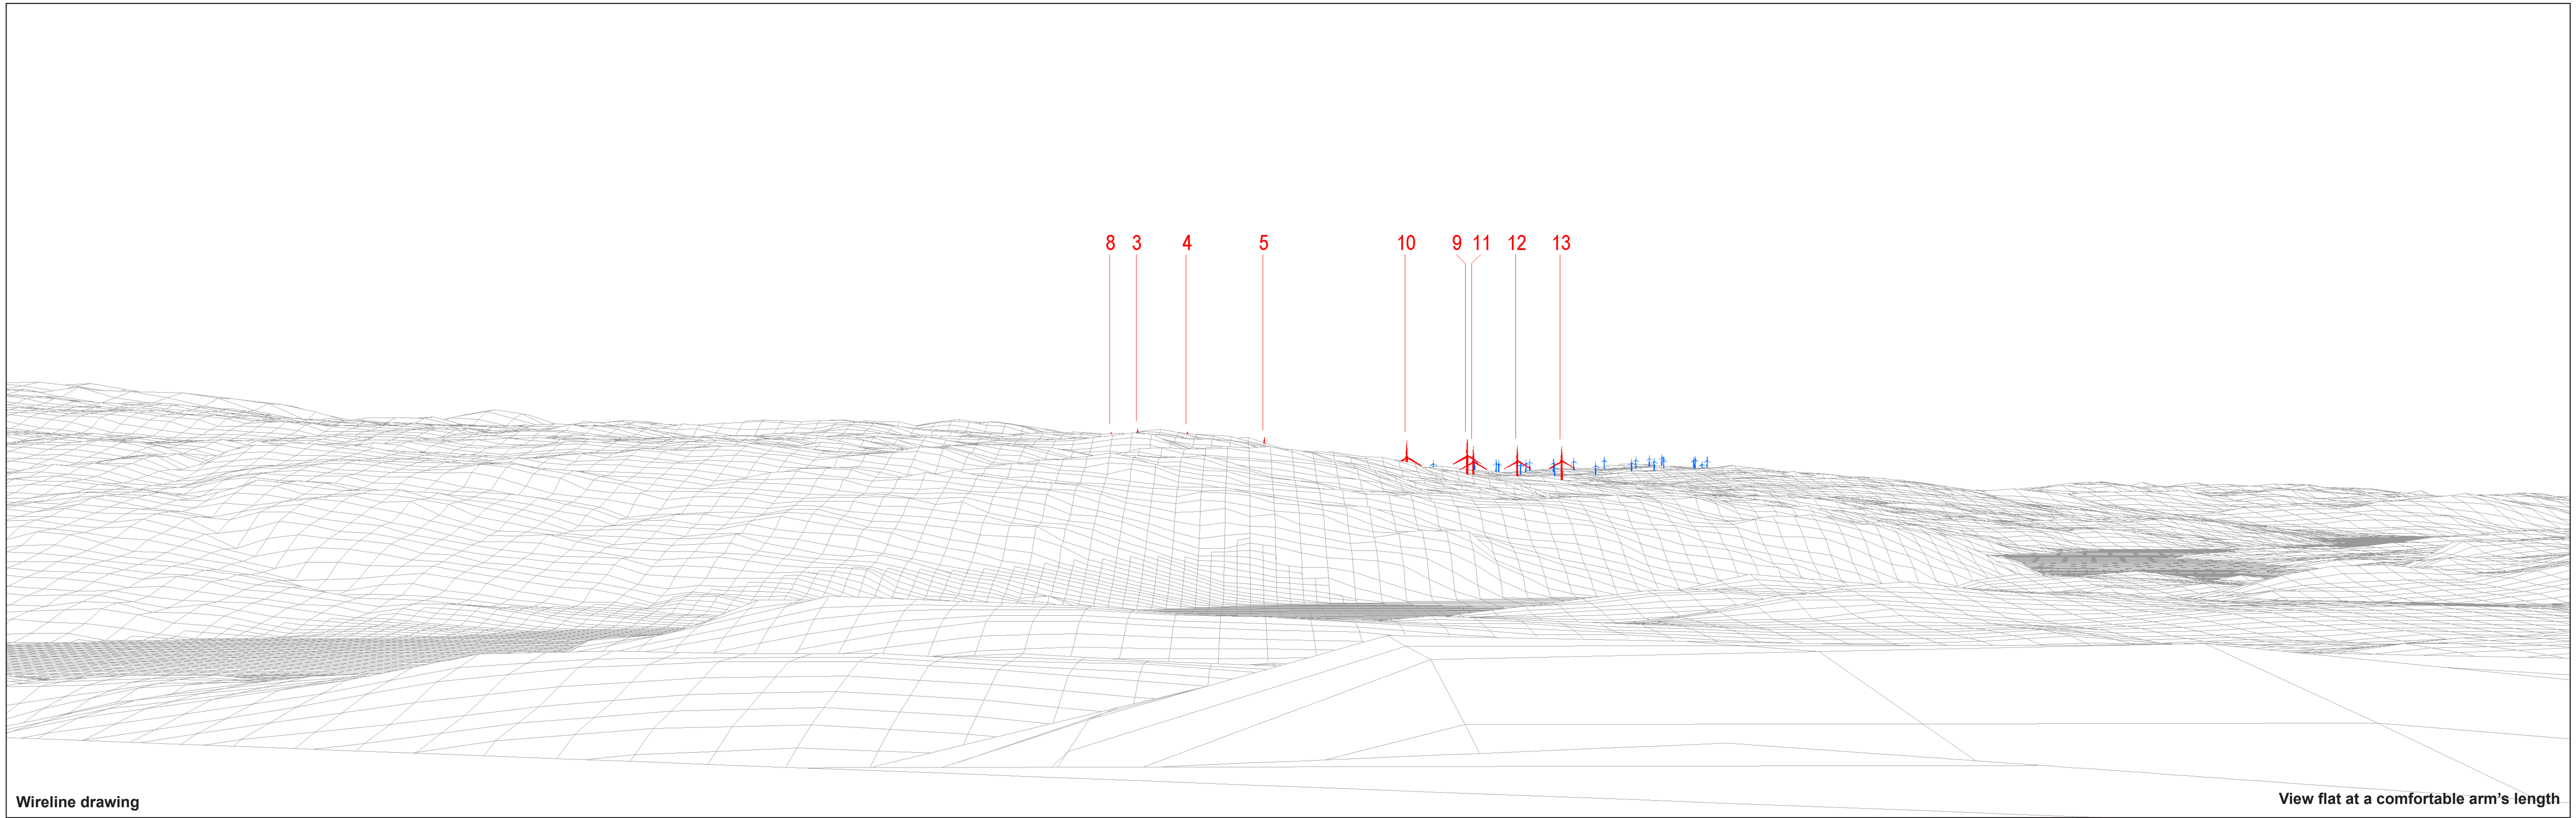 8 3 4 5 10 9 11 12 13
Wireline drawing
View flat at a comfortable arm's length